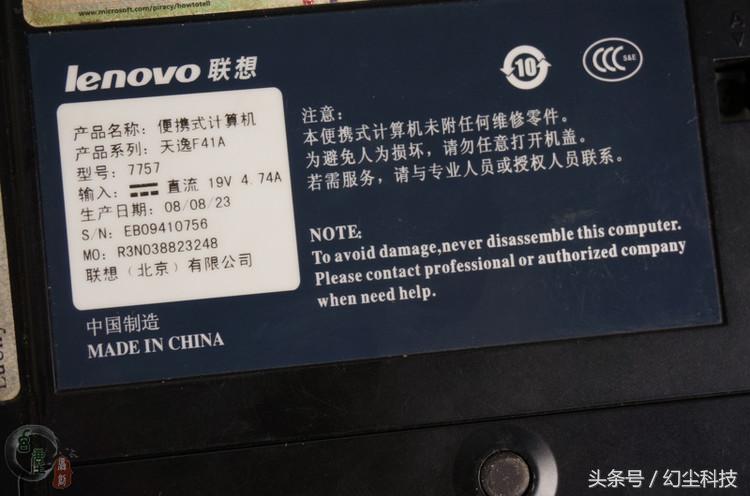 www.microsoft.com/piracy/howtotell
lenovo 联想
10
CCC S&E
产品名称: 便携式计算机
产品系列: 天逸F41A
型号: 7757
输入: 直流 19V 4.74A
生产日期: 08/08/23
S/N: EB09410756
MO: R3N038823248
联想(北京)有限公司
中国制造
MADE IN CHINA
注意:
本便携式计算机未附任何维修零件。
为避免人为损坏，请勿任意打开机盖。
若需服务，请与专业人员或授权人员联系。
NOTE:
To avoid damage,never disassemble this computer.
Please contact professional or authorized company
when need help.
头条号 / 幻尘科技